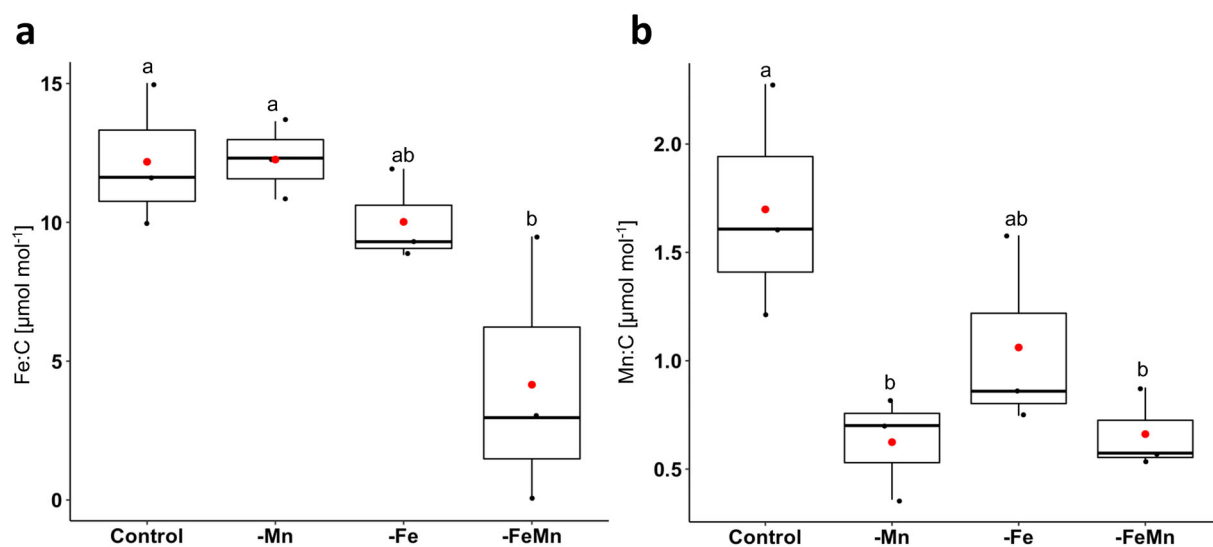 a
Fe:C [µmol mol⁻¹]
15
10
5
0
a
a
ab
b
Control
-Mn
-Fe
-FeMn
b
Mn:C [µmol mol⁻¹]
2.0
1.5
1.0
0.5
a
b
ab
b
Control
-Mn
-Fe
-FeMn